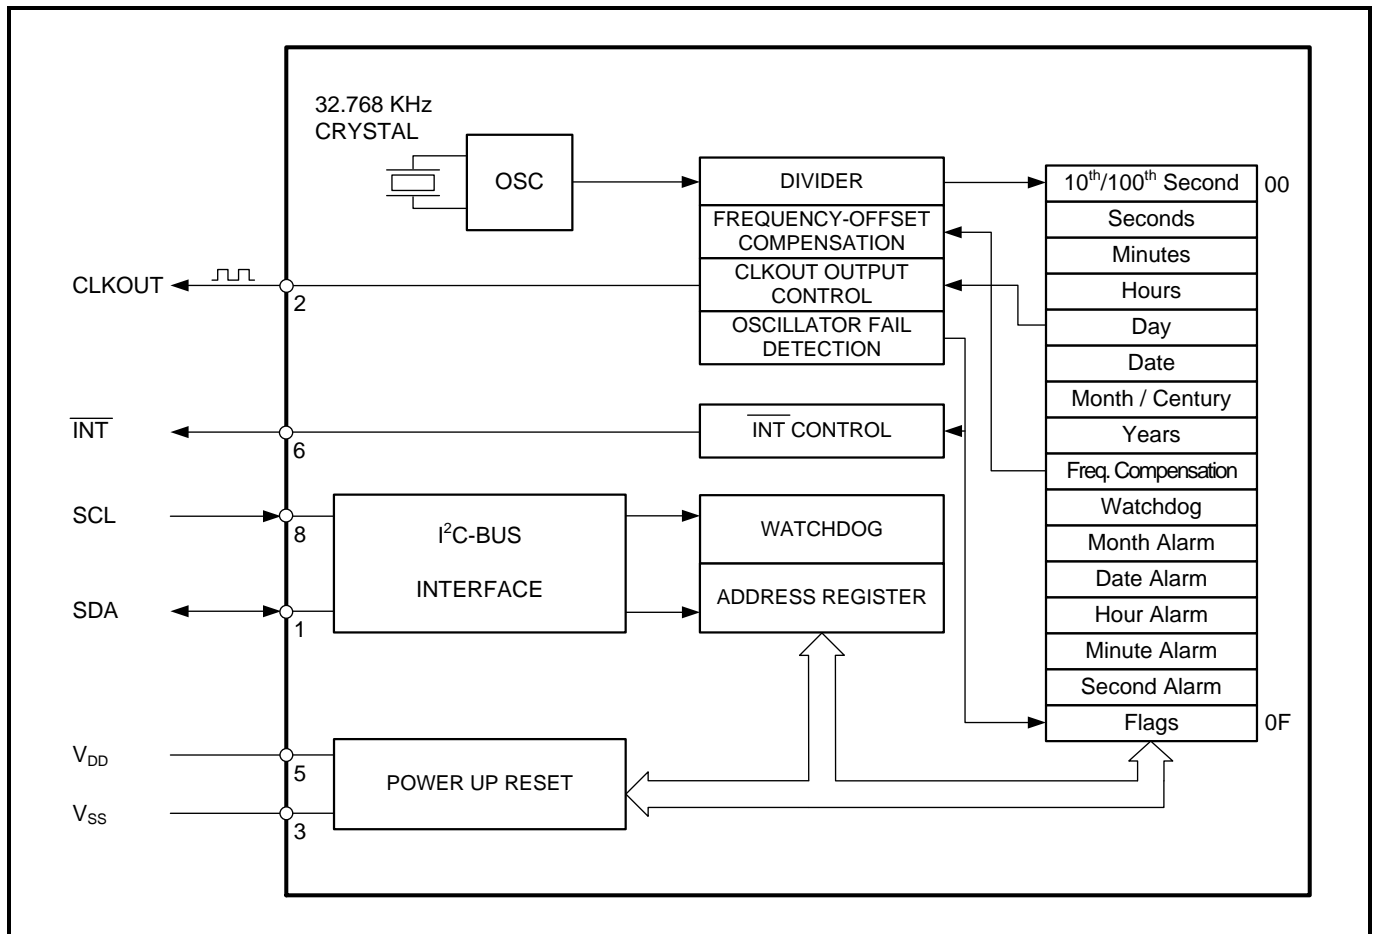 32.768 KHz
CRYSTAL
OSC
DIVIDER
FREQUENCY-OFFSET
COMPENSATION
CLKOUT OUTPUT
CONTROL
OSCILLATOR FAIL
DETECTION
CLKOUT
2
INT
6
INT CONTROL
SCL
8
SDA
1
I²C-BUS
INTERFACE
WATCHDOG
ADDRESS REGISTER
VDD
5
VSS
3
POWER UP RESET
10th/100th Second 00
Seconds
Minutes
Hours
Day
Date
Month / Century
Years
Freq. Compensation
Watchdog
Month Alarm
Date Alarm
Hour Alarm
Minute Alarm
Second Alarm
Flags 0F